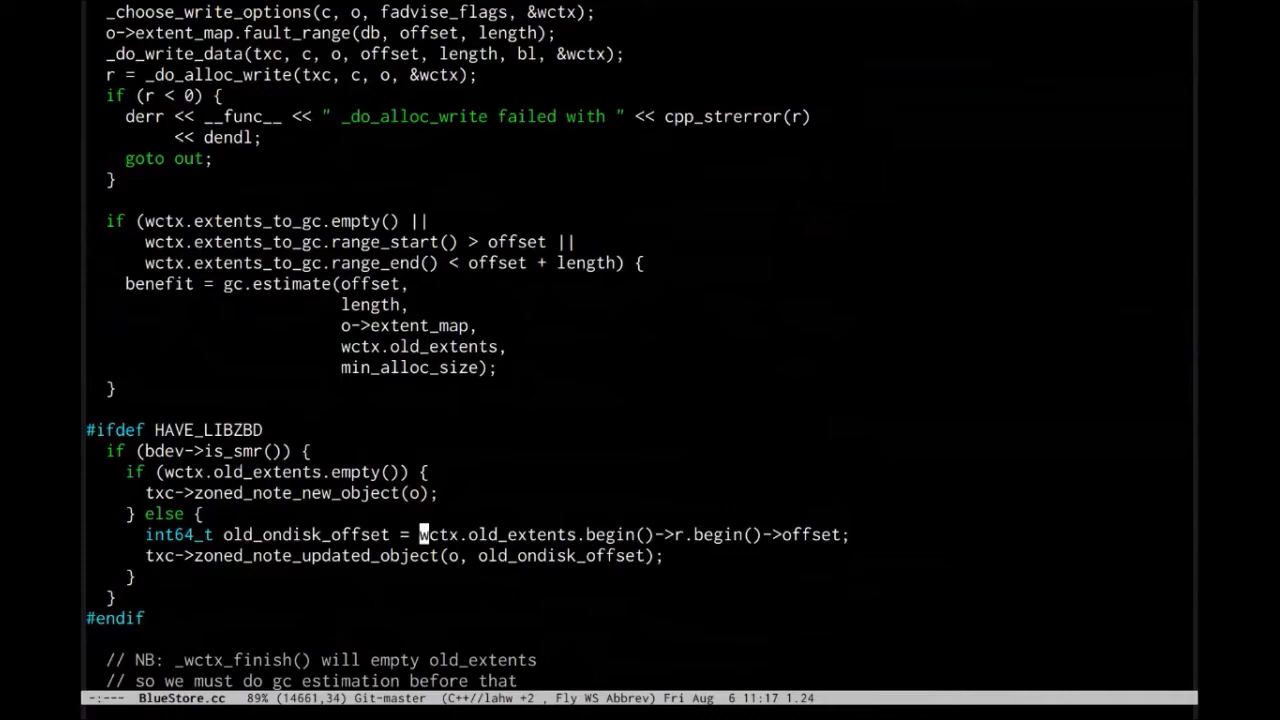 _choose_write_options(c, o, fadvise_flags, &wctx);
o->extent_map.fault_range(db, offset, length);
_do_write_data(txc, c, o, offset, length, bl, &wctx);
r = _do_alloc_write(txc, c, o, &wctx);
if (r < 0) {
derr << __func__ << " _do_alloc_write failed with " << cpp_strerror(r)
<< dendl;
goto out;
}
if (wctx.extents_to_gc.empty() ||
wctx.extents_to_gc.range_start() > offset ||
wctx.extents_to_gc.range_end() < offset + length) {
benefit = gc.estimate(offset,
length,
o->extent_map,
wctx.old_extents,
min_alloc_size);
}
#ifdef HAVE_LIBZBD
if (bdev->is_smr()) {
if (wctx.old_extents.empty()) {
txc->zoned_note_new_object(o);
} else {
int64_t old_ondisk_offset = wctx.old_extents.begin()->r.begin()->offset;
txc->zoned_note_updated_object(o, old_ondisk_offset);
}
}
#endif
// NB: _wctx_finish() will empty old_extents
// so we must do gc estimation before that
-:--- BlueStore.cc 89% (14661,34) Git-master (C++//lahw +2 , Fly WS Abbrev) Fri Aug 6 11:17 1.24